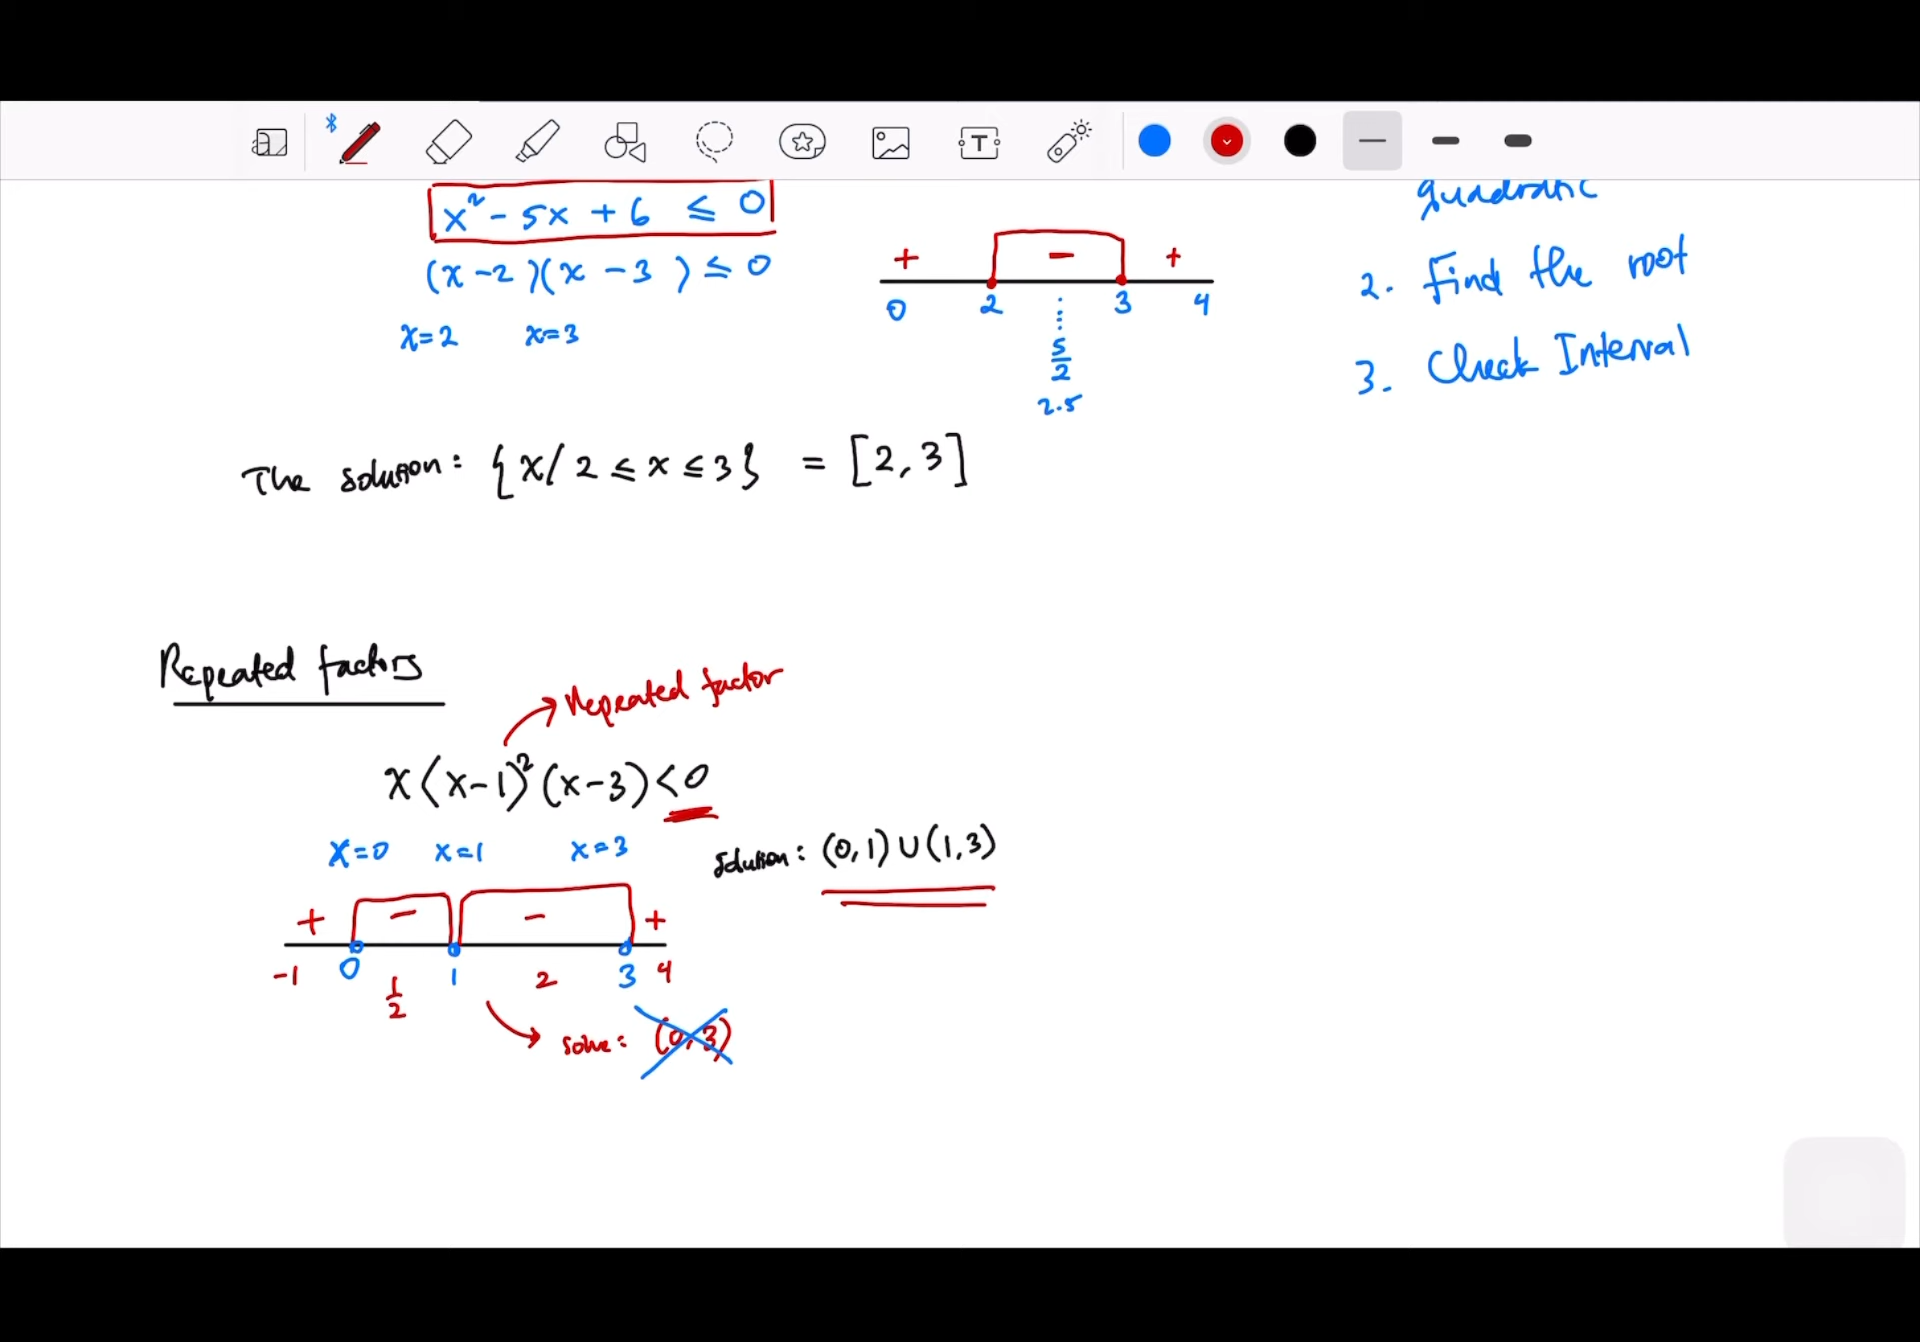 quadratic
x² - 5x + 6 ≤ 0
(x - 2)(x - 3) ≤ 0
x=2 x=3
+ - +
0 2 3 4
5/2
2.5
2. Find the root
3. Check Interval
The solution: {x/ 2 ≤ x ≤ 3} = [2, 3]
Repeated factors
Repeated factor
x(x-1)²(x-3)<0
x=0 x=1 x=3
solution: (0,1)∪(1,3)
+ - - +
-1 0 1/2 1 2 3 4
solve: (0,3)